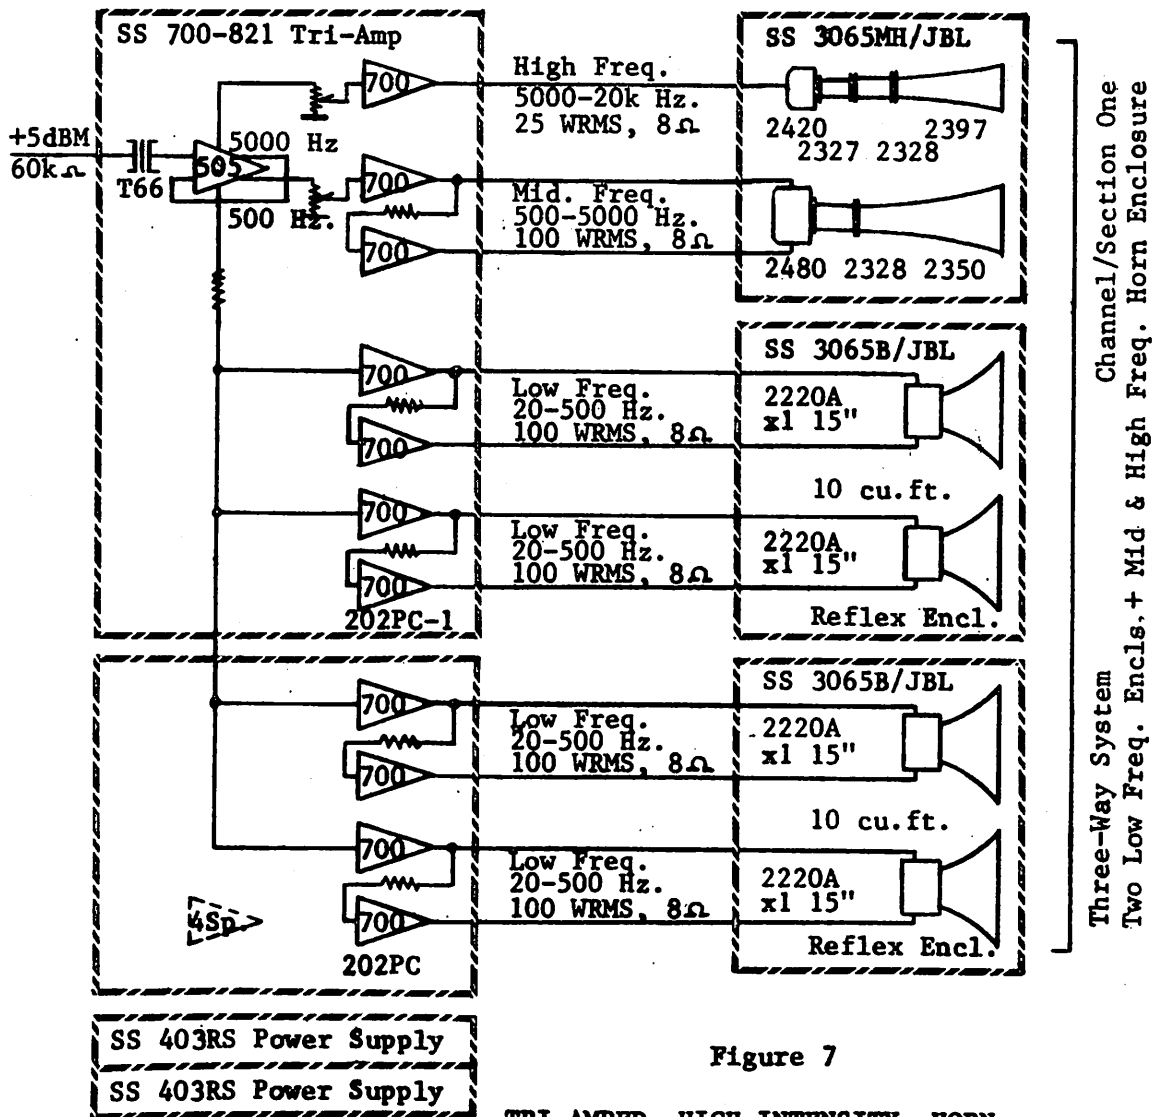 SS 700-821 Tri-Amp
+5dBM
60kΩ
T66
505
5000 Hz
500 Hz.
700
700
700
High Freq.
5000-20k Hz.
25 WRMS, 8Ω
Mid. Freq.
500-5000 Hz.
100 WRMS, 8Ω
SS 3065MH/JBL
2420
2397
2327 2328
2480 2328 2350
700
700
Low Freq.
20-500 Hz.
100 WRMS, 8Ω
SS 3065B/JBL
2220A
x1 15"
10 cu.ft.
700
700
202PC-1
Low Freq.
20-500 Hz.
100 WRMS, 8Ω
2220A
x1 15"
Reflex Encl.
700
700
Low Freq.
20-500 Hz.
100 WRMS, 8Ω
SS 3065B/JBL
2220A
x1 15"
10 cu.ft.
4Sp.
700
700
202PC
Low Freq.
20-500 Hz.
100 WRMS, 8Ω
2220A
x1 15"
Reflex Encl.
Three-Way System Channel/Section One
Two Low Freq. Encls.+ Mid & High Freq. Horn Enclosure
SS 403RS Power Supply
SS 403RS Power Supply
Figure 7